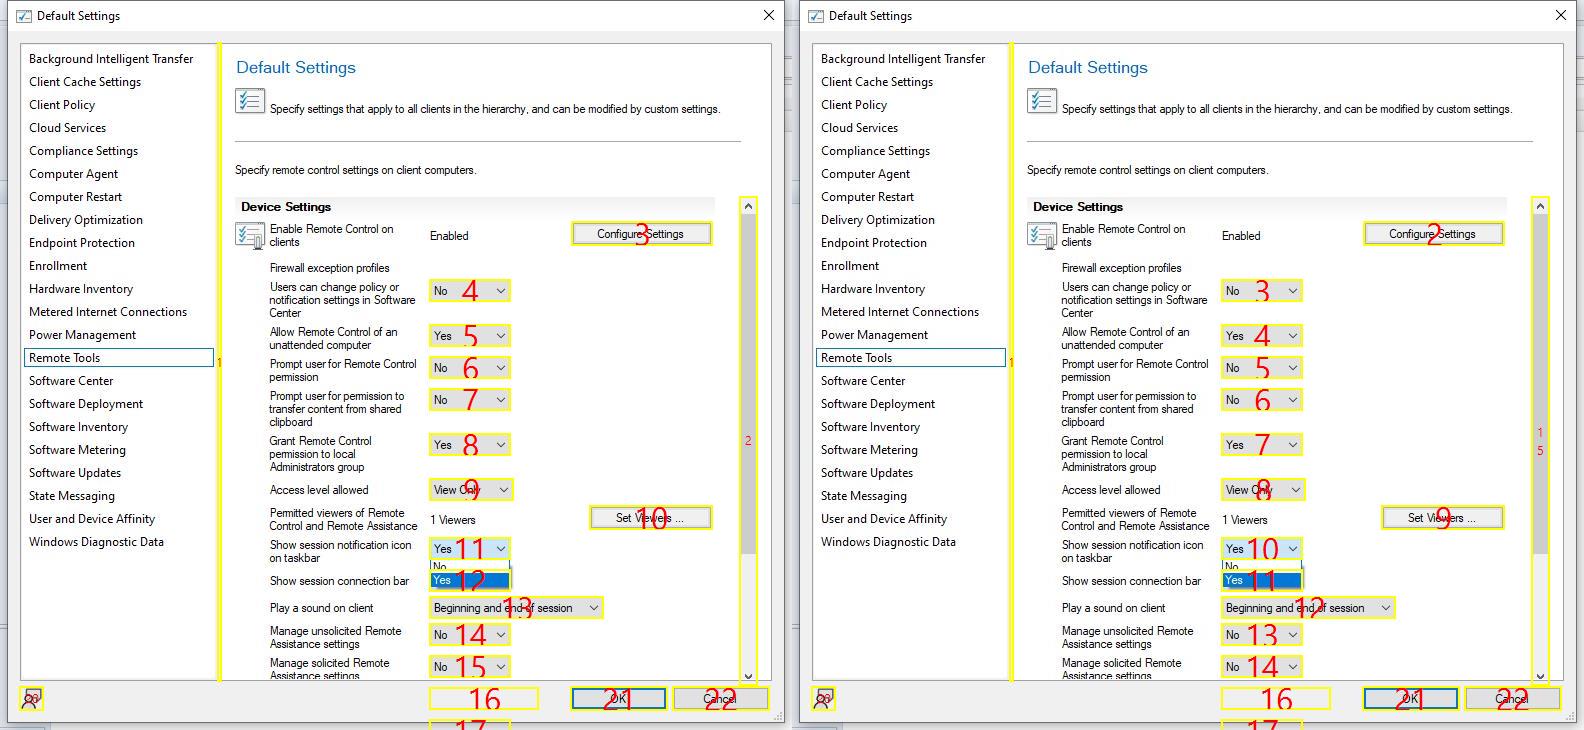 Default Settings
Background Intelligent Transfer
Client Cache Settings
Client Policy
Cloud Services
Compliance Settings
Computer Agent
Computer Restart
Delivery Optimization
Endpoint Protection
Enrollment
Hardware Inventory
Metered Internet Connections
Power Management
Remote Tools
Software Center
Software Deployment
Software Inventory
Software Metering
Software Updates
State Messaging
User and Device Affinity
Windows Diagnostic Data
1
Default Settings
Specify settings that apply to all clients in the hierarchy, and can be modified by custom settings.
Specify remote control settings on client computers.
Device Settings
Enable Remote Control on
clients
Enabled
Configure Settings
3
Firewall exception profiles
Users can change policy or
notification settings in Software
Center
No
4
Allow Remote Control of an
unattended computer
Yes
5
Prompt user for Remote Control
permission
No
6
Prompt user for permission to
transfer content from shared
clipboard
No
7
Grant Remote Control
permission to local
Administrators group
Yes
8
2
Access level allowed
View Only
9
Permitted viewers of Remote
Control and Remote Assistance
1 Viewers
Set Viewers ...
10
Show session notification icon
on taskbar
Yes
11
No
Show session connection bar
Yes
12
Play a sound on client
Beginning and end of session
13
Manage unsolicited Remote
Assistance settings
No
14
Manage solicited Remote
Assistance settings
No
15
16
OK
21
Cancel
22
17
Default Settings
Background Intelligent Transfer
Client Cache Settings
Client Policy
Cloud Services
Compliance Settings
Computer Agent
Computer Restart
Delivery Optimization
Endpoint Protection
Enrollment
Hardware Inventory
Metered Internet Connections
Power Management
Remote Tools
Software Center
Software Deployment
Software Inventory
Software Metering
Software Updates
State Messaging
User and Device Affinity
Windows Diagnostic Data
1
Default Settings
Specify settings that apply to all clients in the hierarchy, and can be modified by custom settings.
Specify remote control settings on client computers.
Device Settings
Enable Remote Control on
clients
Enabled
Configure Settings
2
Firewall exception profiles
Users can change policy or
notification settings in Software
Center
No
3
Allow Remote Control of an
unattended computer
Yes
4
Prompt user for Remote Control
permission
No
5
Prompt user for permission to
transfer content from shared
clipboard
No
6
Grant Remote Control
permission to local
Administrators group
Yes
7
1
5
Access level allowed
View Only
8
Permitted viewers of Remote
Control and Remote Assistance
1 Viewers
Set Viewers ...
9
Show session notification icon
on taskbar
Yes
10
No
Show session connection bar
Yes
11
Play a sound on client
Beginning and end of session
12
Manage unsolicited Remote
Assistance settings
No
13
Manage solicited Remote
Assistance settings
No
14
16
OK
21
Cancel
22
17